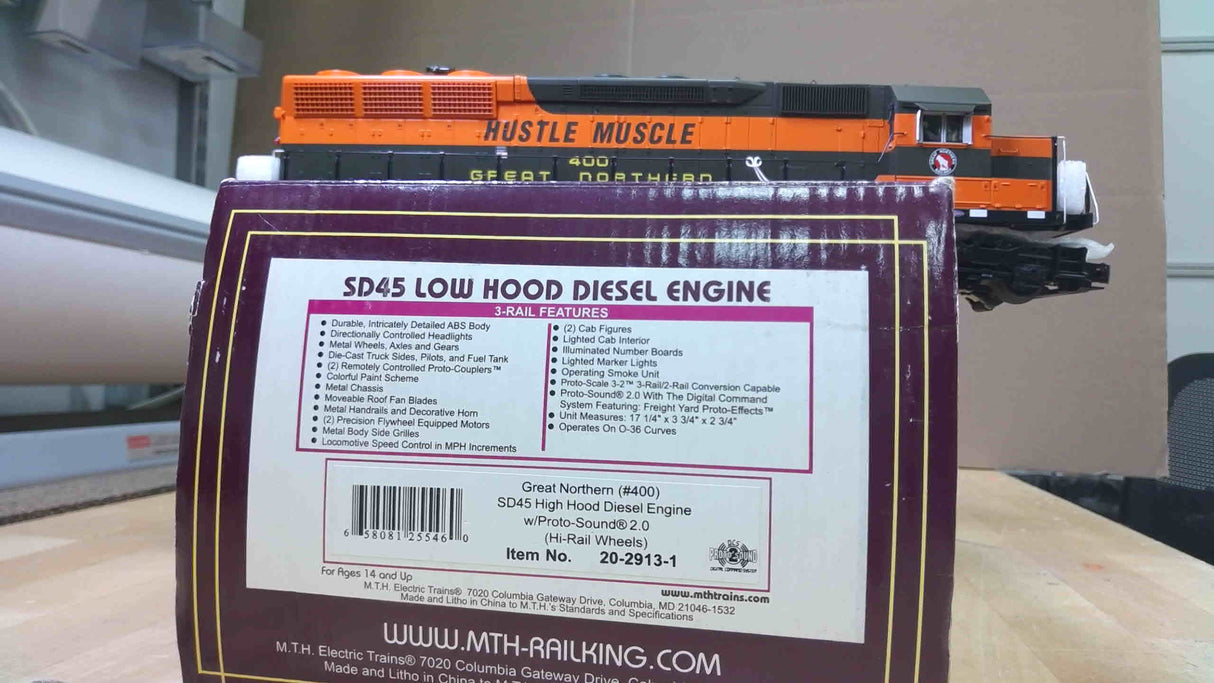 HUSTLE MUSCLE
400
GREAT NORTHERN
SD45 LOW HOOD DIESEL ENGINE
3-RAIL FEATURES
• Durable, Intricately Detailed ABS Body
• Directionally Controlled Headlights
• Metal Wheels, Axles and Gears
• Die-Cast Truck Sides, Pilots, and Fuel Tank
• (2) Remotely Controlled Proto-Couplers™
• Colorful Paint Scheme
• Metal Chassis
• Moveable Roof Fan Blades
• Metal Handrails and Decorative Horn
• (2) Precision Flywheel Equipped Motors
• Metal Body Side Grilles
• Locomotive Speed Control in MPH Increments
• (2) Cab Figures
• Lighted Cab Interior
• Illuminated Number Boards
• Lighted Marker Lights
• Operating Smoke Unit
• Proto-Scale 3-2™ 3-Rail/2-Rail Conversion Capable
• Proto-Sound® 2.0 With The Digital Command
System Featuring: Freight Yard Proto-Effects™
• Unit Measures: 17 1/4" x 3 3/4" x 2 3/4"
• Operates On O-36 Curves
Great Northern (#400)
SD45 High Hood Diesel Engine
w/Proto-Sound® 2.0
(Hi-Rail Wheels)
Item No. 20-2913-1
6 58081 25546 0
DCS
PROTO 2 SOUND
DIGITAL COMMAND SYSTEM
For Ages 14 and Up
www.mthtrains.com
M.T.H. Electric Trains® 7020 Columbia Gateway Drive, Columbia, MD 21046-1532
Made and Litho in China to M.T.H.'s Standards and Specifications
WWW.MTH-RAILKING.COM
M.T.H. Electric Trains® 7020 Columbia Gateway Drive,
Made and Litho in China to